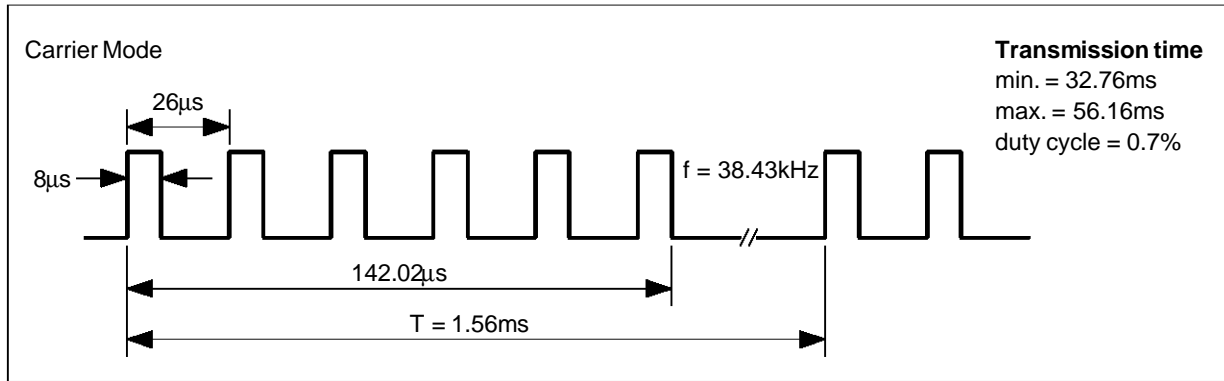 Carrier Mode
Transmission time
min. = 32.76ms
max. = 56.16ms
duty cycle = 0.7%
26μs
8μs
f = 38.43kHz
142.02μs
T = 1.56ms